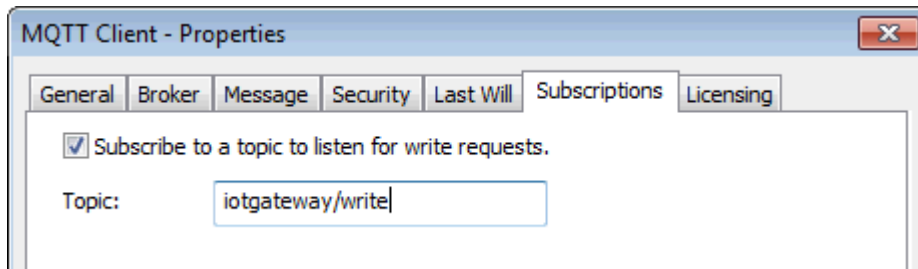 MQTT Client - Properties
General Broker Message Security Last Will Subscriptions Licensing
Subscribe to a topic to listen for write requests.
Topic: iotgateway/write